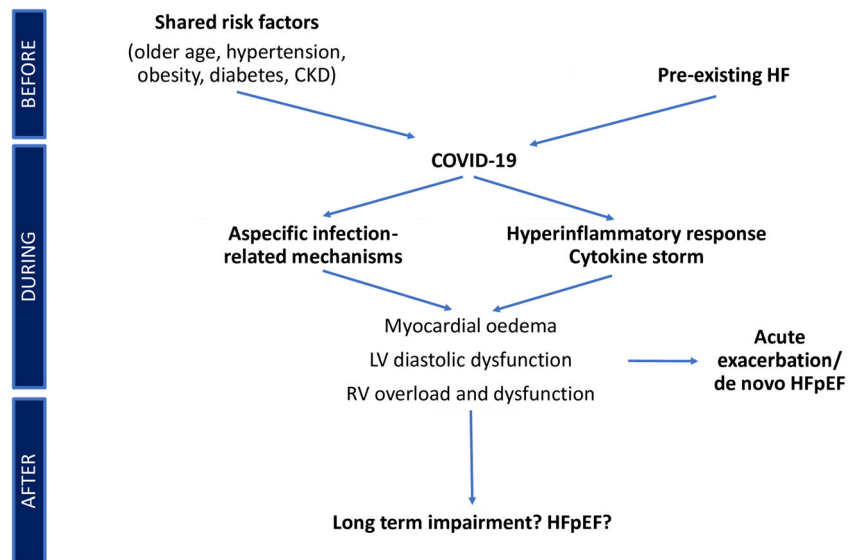 BEFORE
Shared risk factors
(older age, hypertension,
obesity, diabetes, CKD)
Pre-existing HF
COVID-19
DURING
Aspecific infection-
related mechanisms
Hyperinflammatory response
Cytokine storm
Myocardial oedema
LV diastolic dysfunction
RV overload and dysfunction
Acute
exacerbation/
de novo HFpEF
AFTER
Long term impairment? HFpEF?